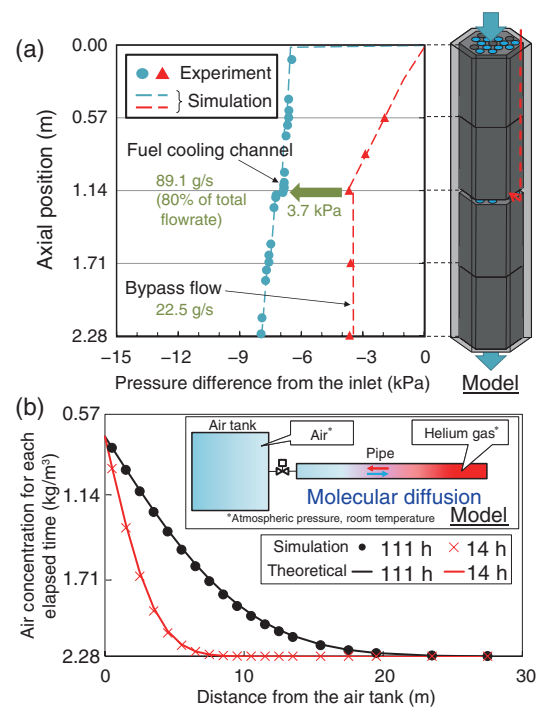 (a)
0.00
0.57
1.14
1.71
2.28
Axial position (m)
Experiment
Simulation
Fuel cooling channel
89.1 g/s
(80% of total
flowrate)
3.7 kPa
Bypass flow
22.5 g/s
−15 −12 −9 −6 −3 0
Pressure difference from the inlet (kPa)
Model
(b)
0.57
1.14
1.71
2.28
Air concentration for each
elapsed time (kg/m³)
Air tank
Air*
Pipe
Helium gas*
Molecular diffusion
*Atmospheric pressure, room temperature
Model
Simulation 111 h 14 h
Theoretical 111 h 14 h
0 5 10 15 20 30
Distance from the air tank (m)